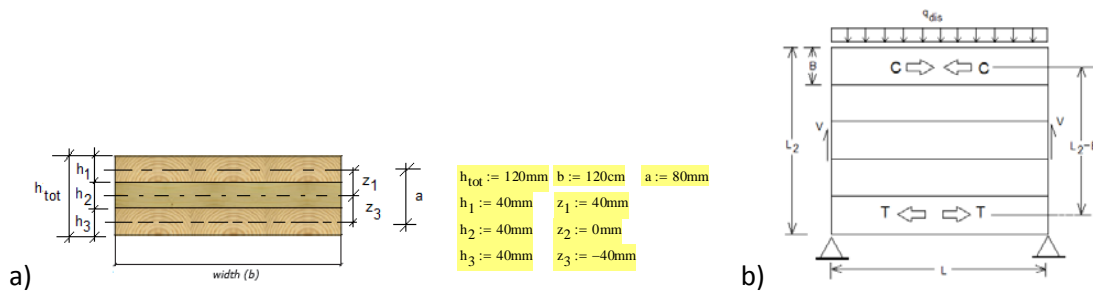 a)
h1
h2
h3
htot
z1
z3
a
width (b)
htot := 120mm b := 120cm a := 80mm
h1 := 40mm z1 := 40mm
h2 := 40mm z2 := 0mm
h3 := 40mm z3 := −40mm
b)
qdis
B
C C
L2
V V
T T
L